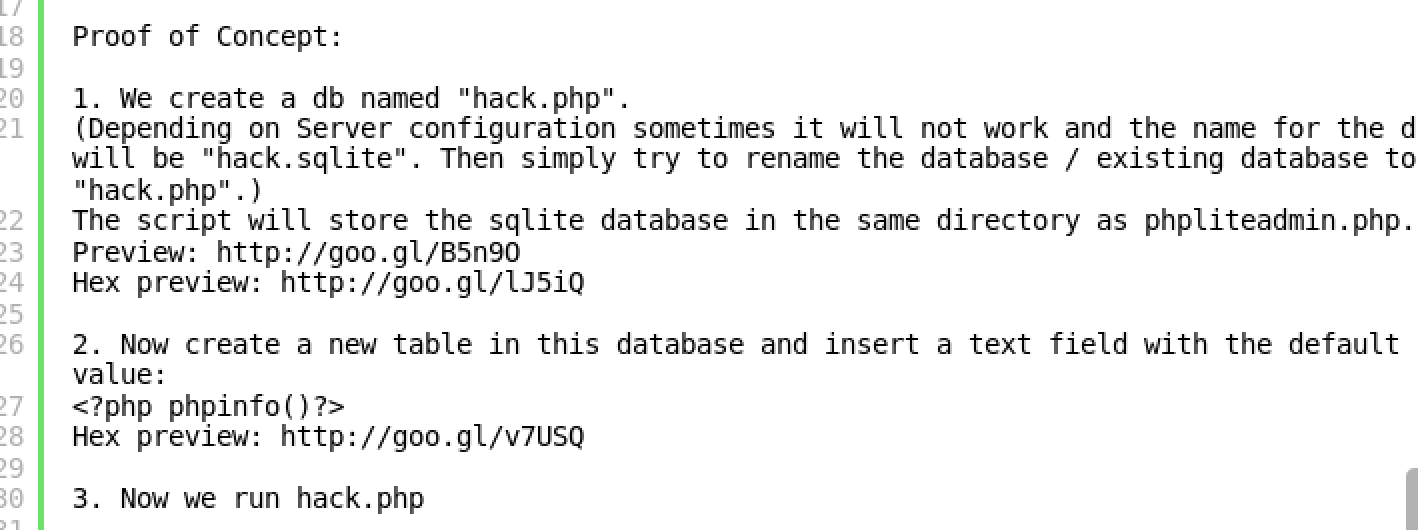 17
18 Proof of Concept:
19
20 1. We create a db named "hack.php".
21 (Depending on Server configuration sometimes it will not work and the name for the d
will be "hack.sqlite". Then simply try to rename the database / existing database to
"hack.php".)
22 The script will store the sqlite database in the same directory as phpliteadmin.php.
23 Preview: http://goo.gl/B5n9O
24 Hex preview: http://goo.gl/lJ5iQ
25
26 2. Now create a new table in this database and insert a text field with the default
value:
27 <?php phpinfo()?>
28 Hex preview: http://goo.gl/v7USQ
29
30 3. Now we run hack.php
31